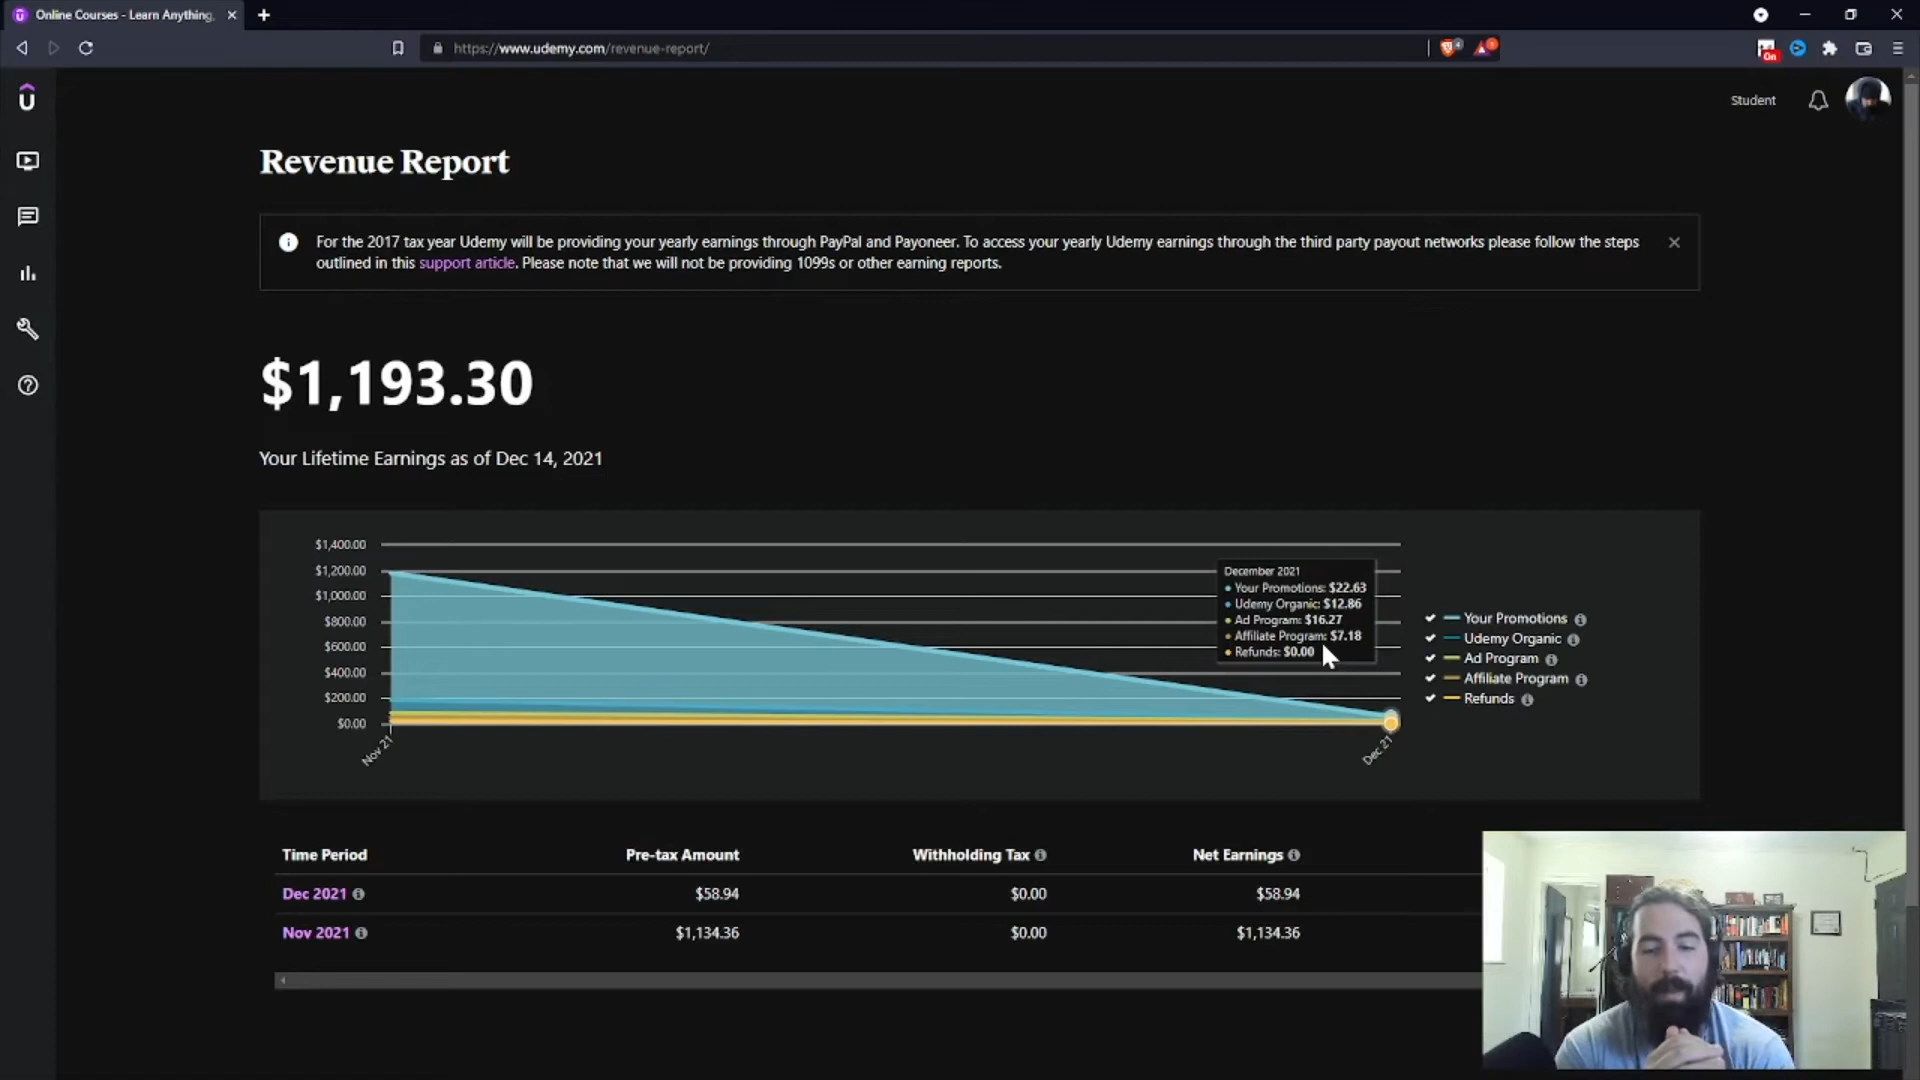 Online Courses - Learn Anything,
https://www.udemy.com/revenue-report/
On
Student
Revenue Report
For the 2017 tax year Udemy will be providing your yearly earnings through PayPal and Payoneer. To access your yearly Udemy earnings through the third party payout networks please follow the steps
outlined in this support article. Please note that we will not be providing 1099s or other earning reports.
$1,193.30
Your Lifetime Earnings as of Dec 14, 2021
$1,400.00
$1,200.00
$1,000.00
$800.00
$600.00
$400.00
$200.00
$0.00
Nov 21
Dec 21
December 2021
Your Promotions: $22.63
Udemy Organic: $12.86
Ad Program: $16.27
Affiliate Program: $7.18
Refunds: $0.00
Your Promotions
Udemy Organic
Ad Program
Affiliate Program
Refunds
Time Period Pre-tax Amount Withholding Tax Net Earnings
Dec 2021 $58.94 $0.00 $58.94
Nov 2021 $1,134.36 $0.00 $1,134.36